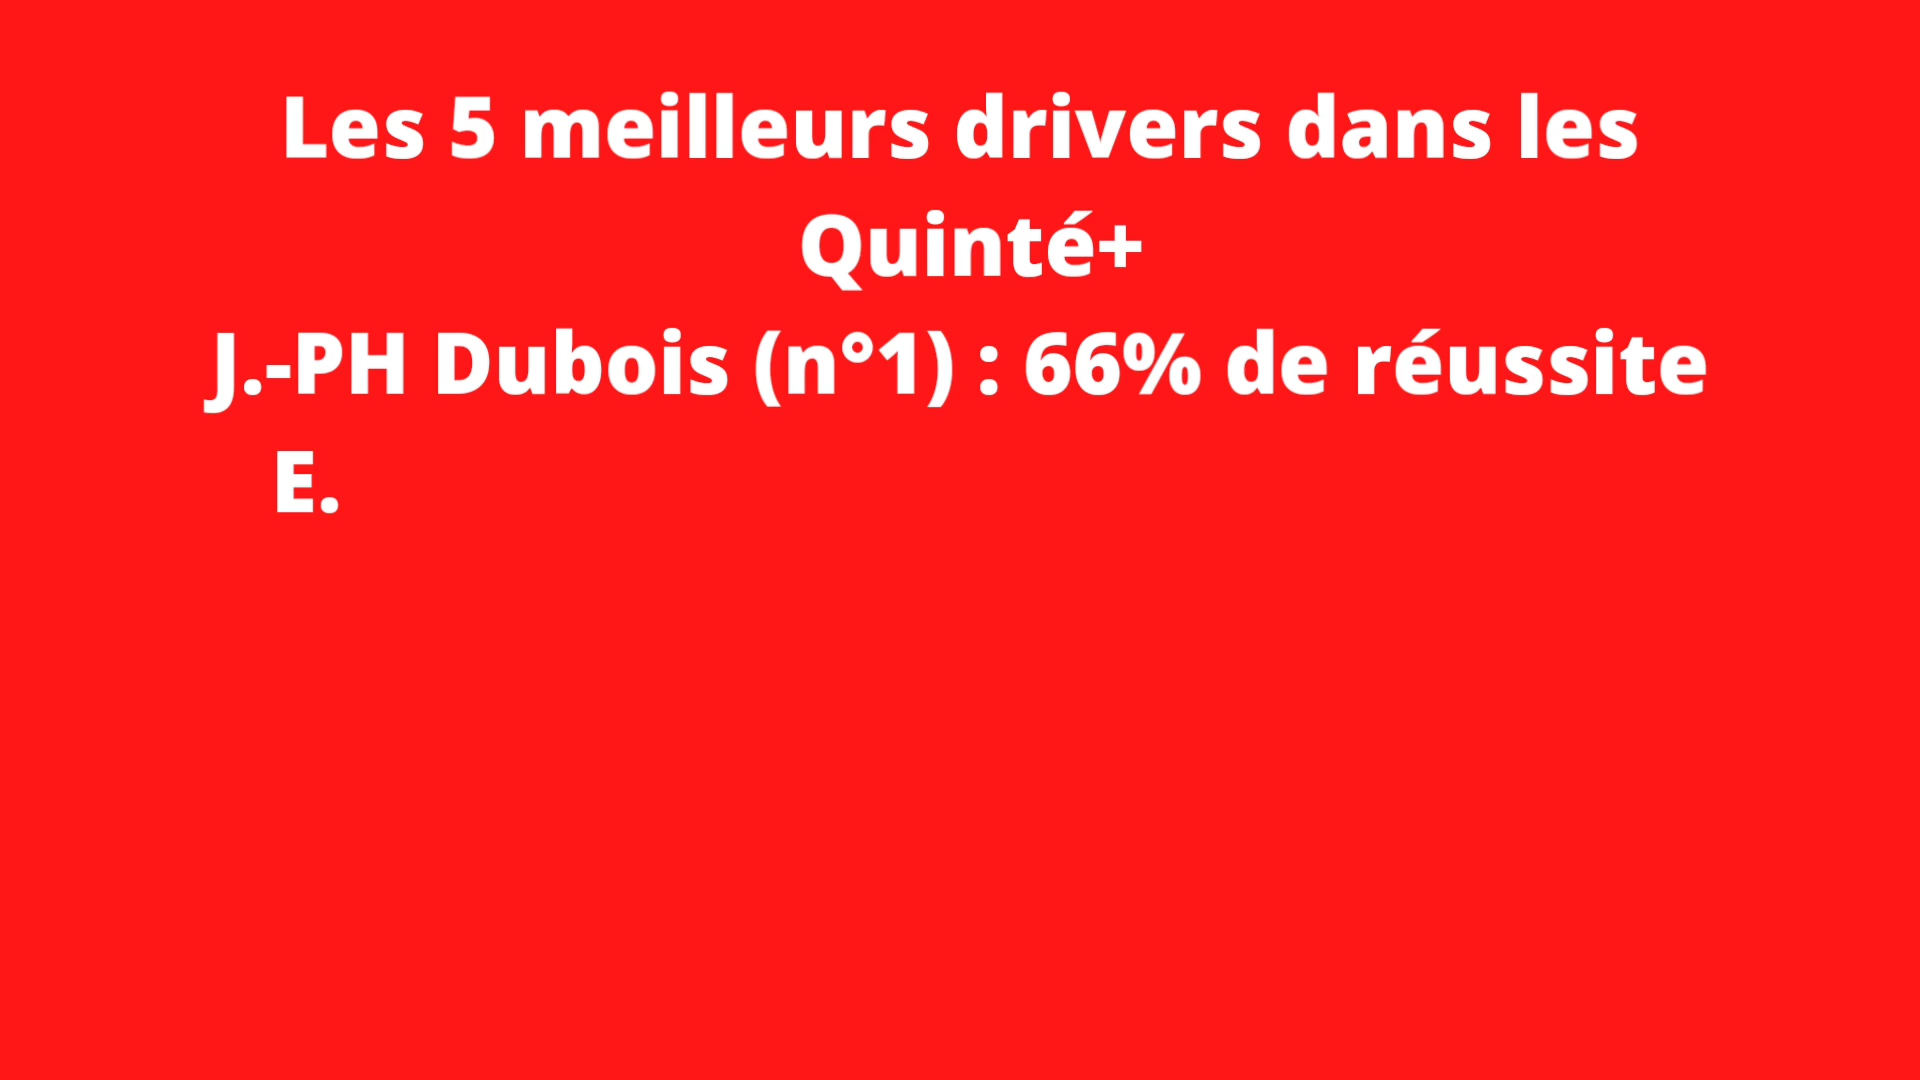 Les 5 meilleurs drivers dans les
Quinté+
J.-PH Dubois (n°1) : 66% de réussite
E.